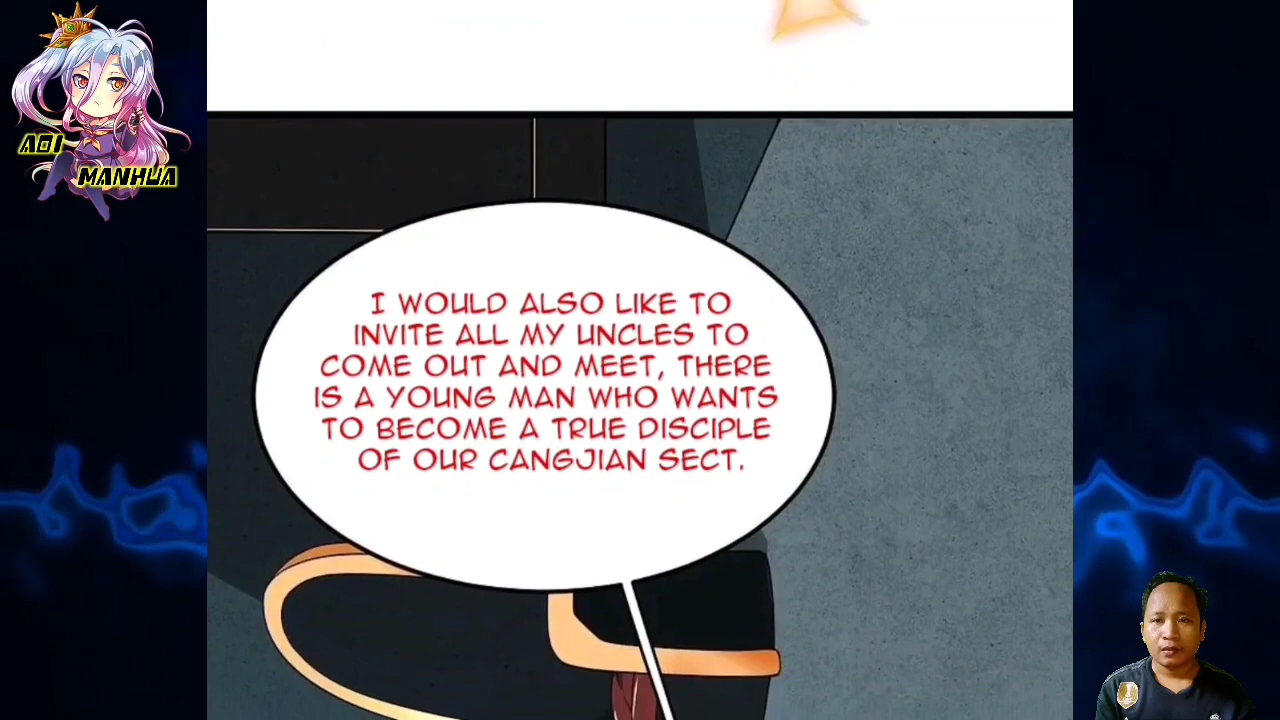 AOI
MANHUA
I WOULD ALSO LIKE TO
INVITE ALL MY UNCLES TO
COME OUT AND MEET, THERE
IS A YOUNG MAN WHO WANTS
TO BECOME A TRUE DISCIPLE
OF OUR CANGJIAN SECT.